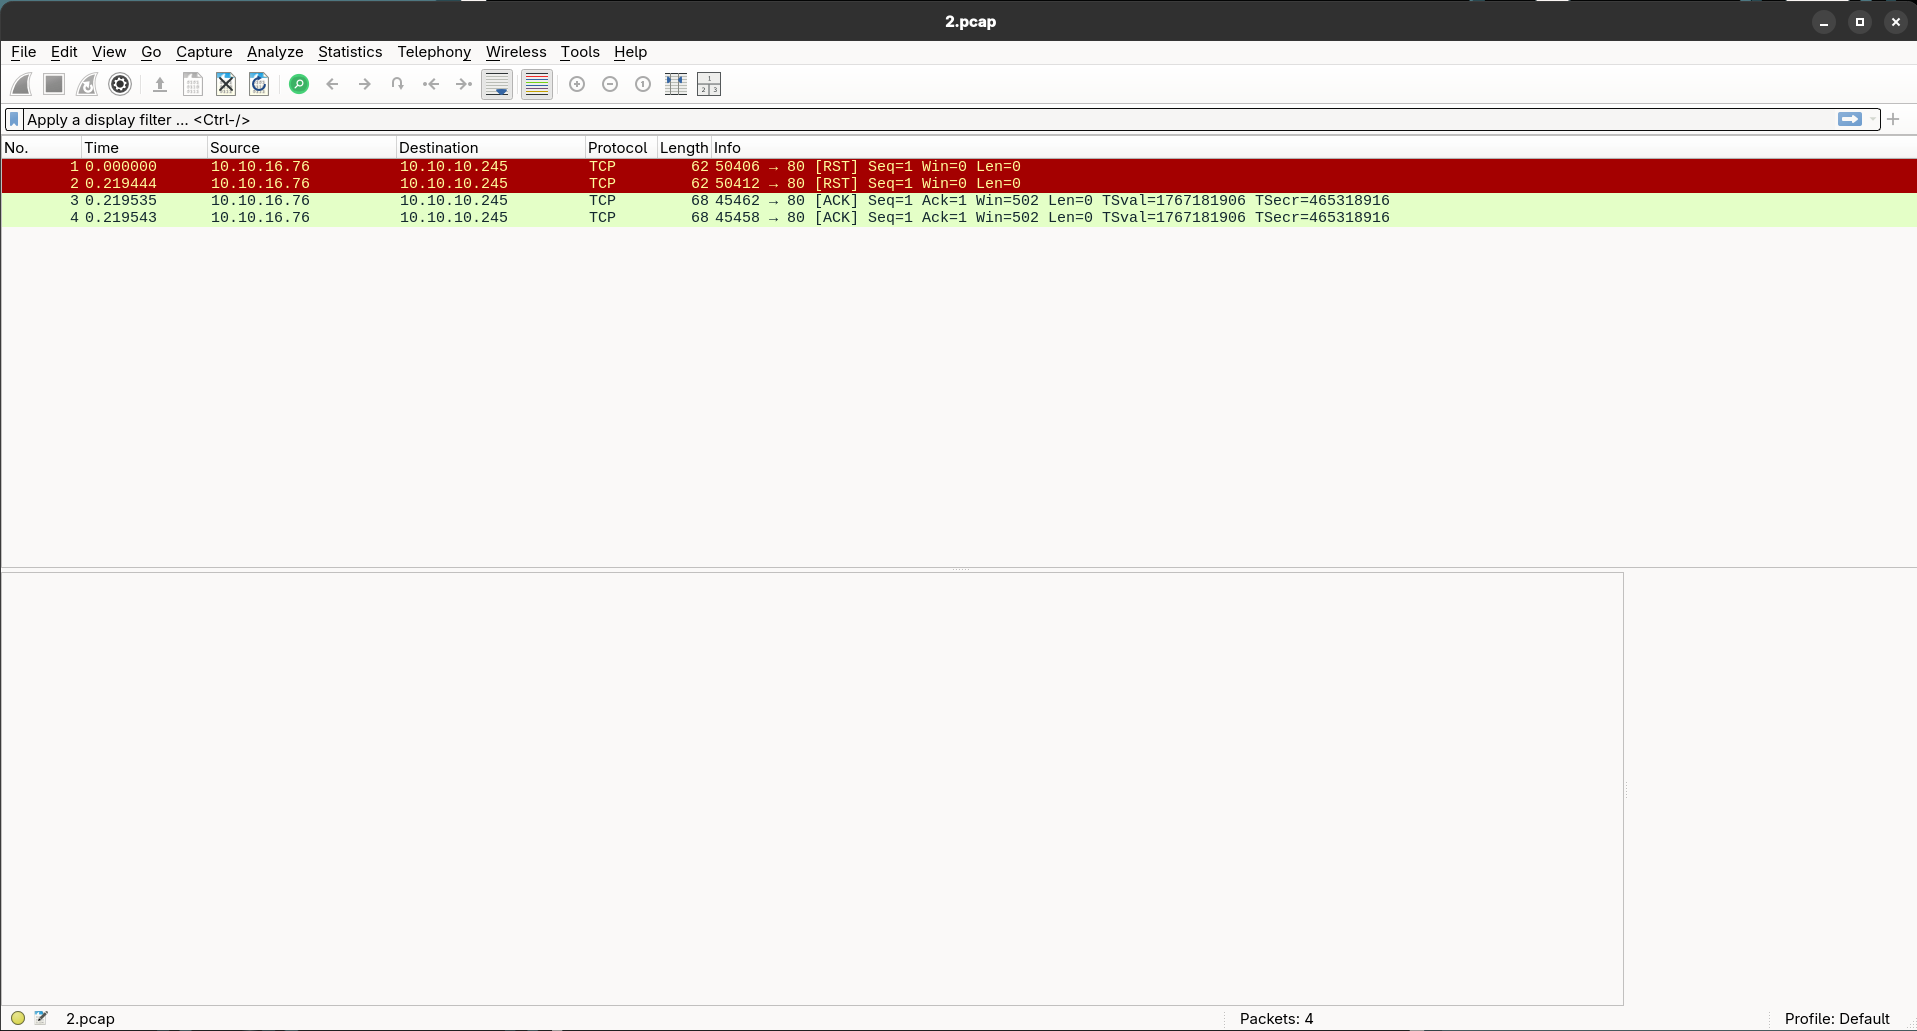 2.pcap
File Edit View Go Capture Analyze Statistics Telephony Wireless Tools Help
Apply a display filter ... <Ctrl-/>
No. Time Source Destination Protocol Length Info
1 0.000000 10.10.16.76 10.10.10.245 TCP 62 50406 → 80 [RST] Seq=1 Win=0 Len=0
2 0.219444 10.10.16.76 10.10.10.245 TCP 62 50412 → 80 [RST] Seq=1 Win=0 Len=0
3 0.219535 10.10.16.76 10.10.10.245 TCP 68 45462 → 80 [ACK] Seq=1 Ack=1 Win=502 Len=0 TSval=1767181906 TSecr=465318916
4 0.219543 10.10.16.76 10.10.10.245 TCP 68 45458 → 80 [ACK] Seq=1 Ack=1 Win=502 Len=0 TSval=1767181906 TSecr=465318916
2.pcap Packets: 4 Profile: Default